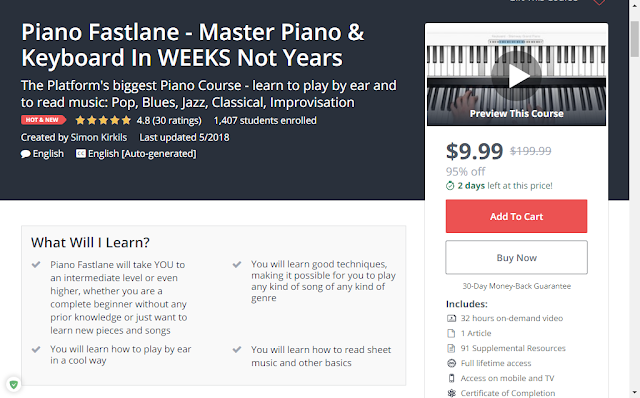 Piano Fastlane - Master Piano &
Keyboard In WEEKS Not Years
The Platform's biggest Piano Course - learn to play by ear and
to read music: Pop, Blues, Jazz, Classical, Improvisation
HOT & NEW 4.8 (30 ratings) 1,407 students enrolled
Created by Simon Kirkils Last updated 5/2018
English English [Auto-generated]
Preview This Course
$9.99 $199.99
95% off
2 days left at this price!
Add To Cart
Buy Now
30-Day Money-Back Guarantee
Includes:
32 hours on-demand video
1 Article
91 Supplemental Resources
Full lifetime access
Access on mobile and TV
Certificate of Completion
What Will I Learn?
Piano Fastlane will take YOU to
an intermediate level or even
higher, whether you are a
complete beginner without any
prior knowledge or just want to
learn new pieces and songs
You will learn good techniques,
making it possible for you to play
any kind of song of any kind of
genre
You will learn how to play by ear
in a cool way
You will learn how to read sheet
music and other basics